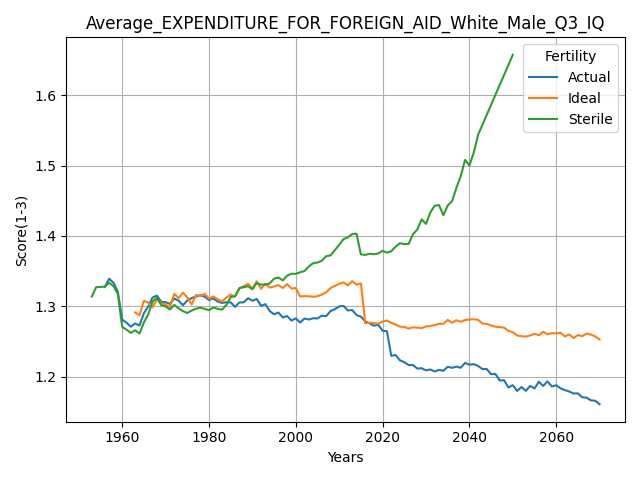 Average_EXPENDITURE_FOR_FOREIGN_AID_White_Male_Q3_IQ
Fertility
Actual
Ideal
Sterile
Score(1-3)
1.6
1.5
1.4
1.3
1.2
1960 1980 2000 2020 2040 2060
Years